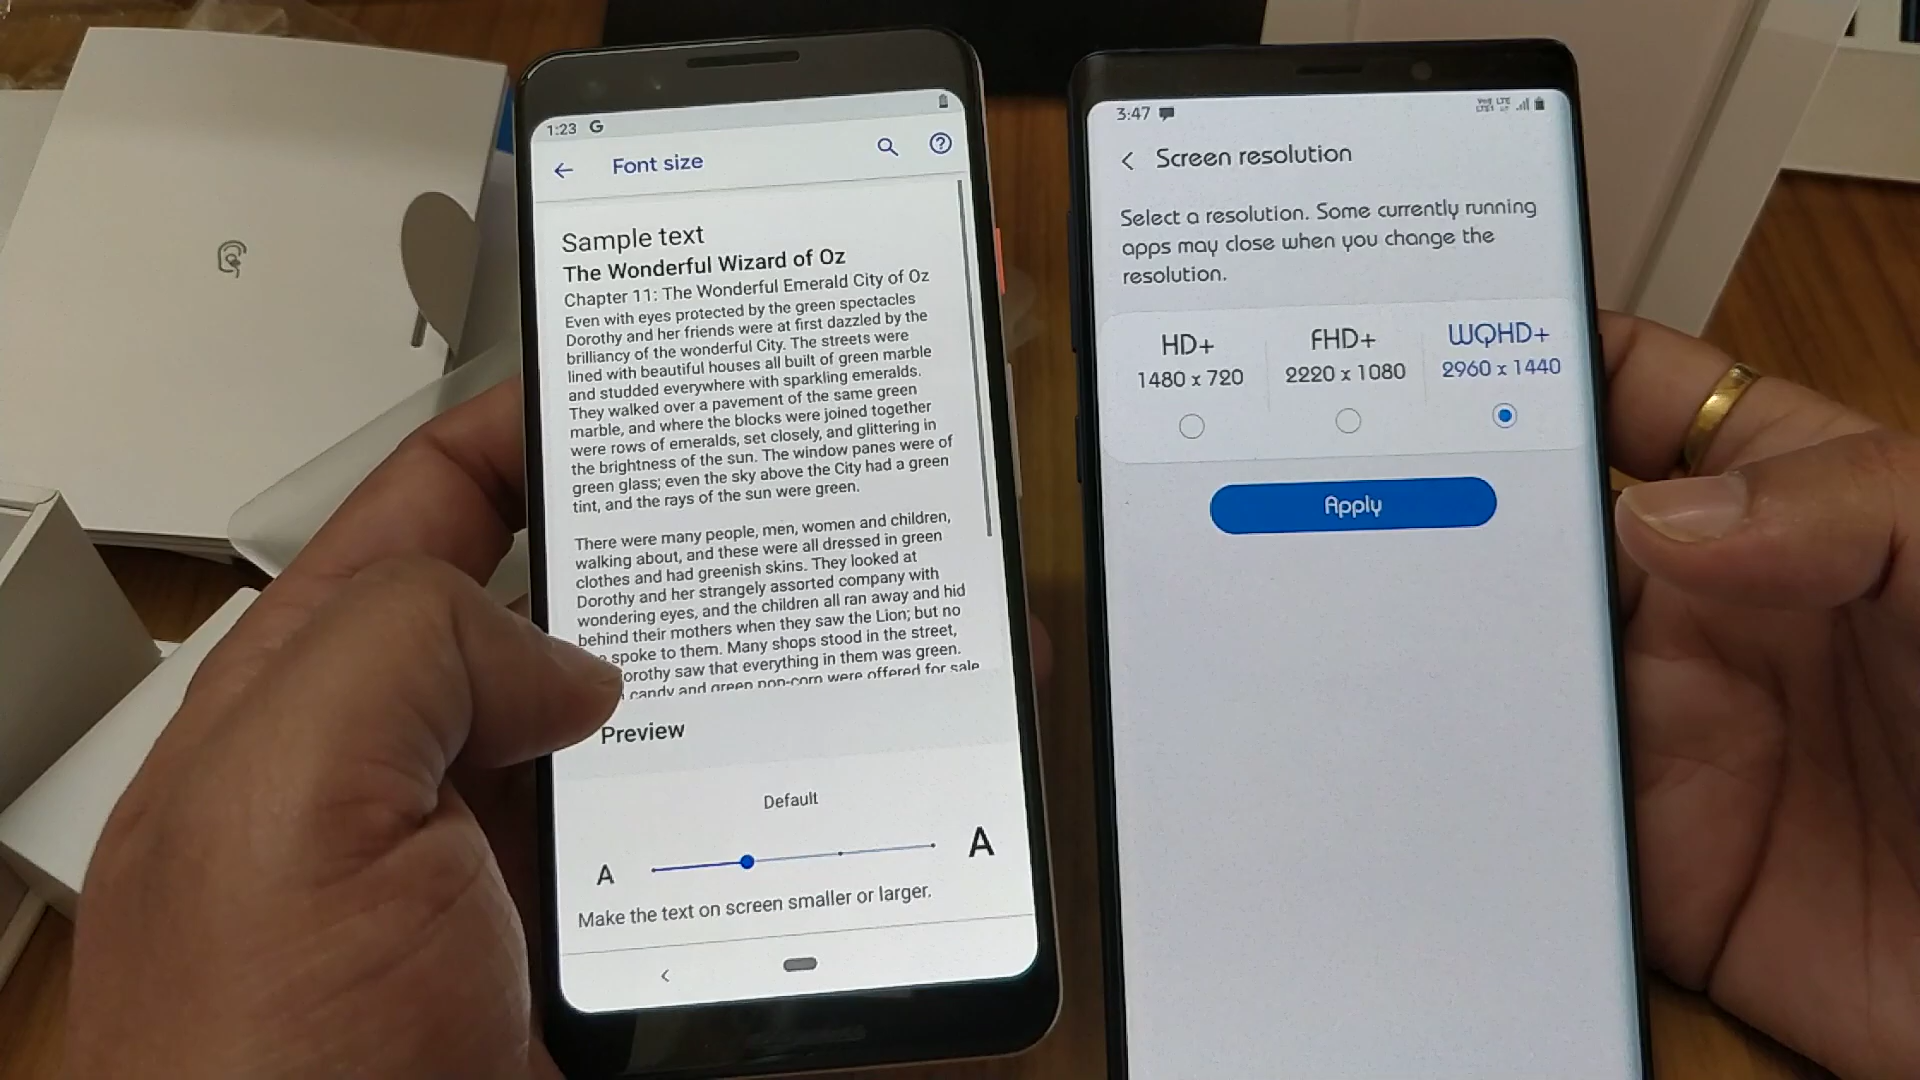 1:23 G
Font size
Sample text
The Wonderful Wizard of Oz
Chapter 11: The Wonderful Emerald City of Oz
Even with eyes protected by the green spectacles
Dorothy and her friends were at first dazzled by the
brilliancy of the wonderful City. The streets were
lined with beautiful houses all built of green marble
and studded everywhere with sparkling emeralds.
They walked over a pavement of the same green
marble, and where the blocks were joined together
were rows of emeralds, set closely, and glittering in
the brightness of the sun. The window panes were of
green glass; even the sky above the City had a green
tint, and the rays of the sun were green.
There were many people, men, women and children,
walking about, and these were all dressed in green
clothes and had greenish skins. They looked at
Dorothy and her strangely assorted company with
wondering eyes, and the children all ran away and hid
behind their mothers when they saw the Lion; but no
spoke to them. Many shops stood in the street,
orothy saw that everything in them was green.
candy and green pop-corn were offered for sale
Preview
Default
A A
Make the text on screen smaller or larger.
3:47
Screen resolution
Select a resolution. Some currently running
apps may close when you change the
resolution.
HD+ FHD+ WQHD+
1480 x 720 2220 x 1080 2960 x 1440
Apply